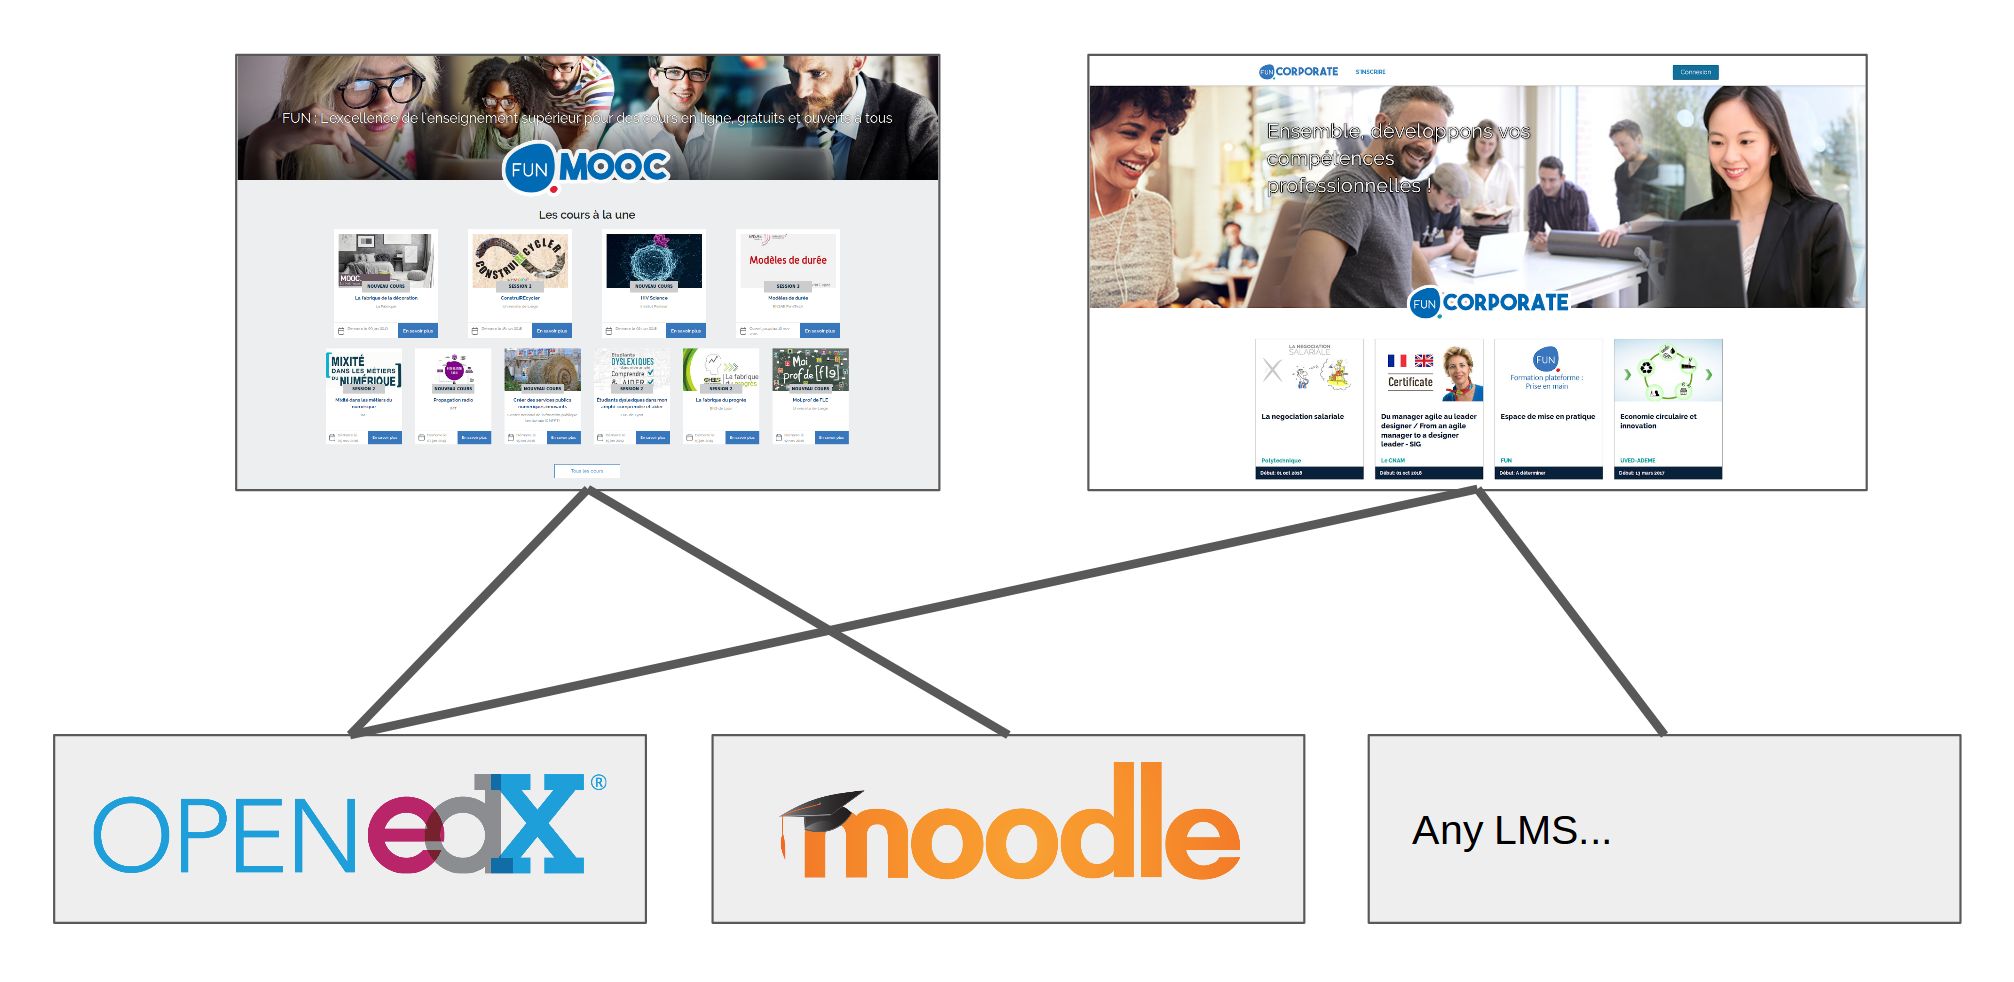 FUN : L'excellence de l'enseignement supérieur pour des cours en ligne, gratuits et ouverts à tous
FUN MOOC
Les cours à la une
MOOC
NOUVEAU COURS
La fabrique de la décoration
En savoir plus
CONSTRUIRECYCLER
SESSION 2
ConstruiREcycler
En savoir plus
NOUVEAU COURS
HIV Science
En savoir plus
Modèles de durée
SESSION 3
Modèles de durée
En savoir plus
MIXITÉ
DANS LES MÉTIERS
DU NUMÉRIQUE
SESSION 2
Mixité dans les métiers du
numérique
En savoir plus
NOUVEAU COURS
Propagation radio
En savoir plus
NOUVEAU COURS
Créer des services publics
numériques innovants
En savoir plus
Etudiants
DYSLEXIQUES
Comprendre
& AIDER
SESSION 2
Étudiants dyslexiques dans mon
amphi : comprendre et aider
En savoir plus
La fabrique
du progrès
SESSION 2
La fabrique du progrès
En savoir plus
Moi,
prof de [fle]
NOUVEAU COURS
Moi, prof de FLE
En savoir plus
Tous les cours
FUN CORPORATE
S'INSCRIRE
Connexion
Ensemble, développons vos
compétences
professionnelles !
FUN CORPORATE
LA NEGOCIATION
SALARIALE
La negociation salariale
Polytechnique
Début: 01 oct 2018
Certificate
Du manager agile au leader
designer / From an agile
manager to a designer
leader - SIG
Le CNAM
Début: 01 oct 2018
FUN
Formation plateforme :
Prise en main
Espace de mise en pratique
FUN
Début: A déterminer
Economie circulaire et
innovation
UVED-ADEME
Début: 13 mars 2017
OPEN edX ®
moodle
Any LMS...